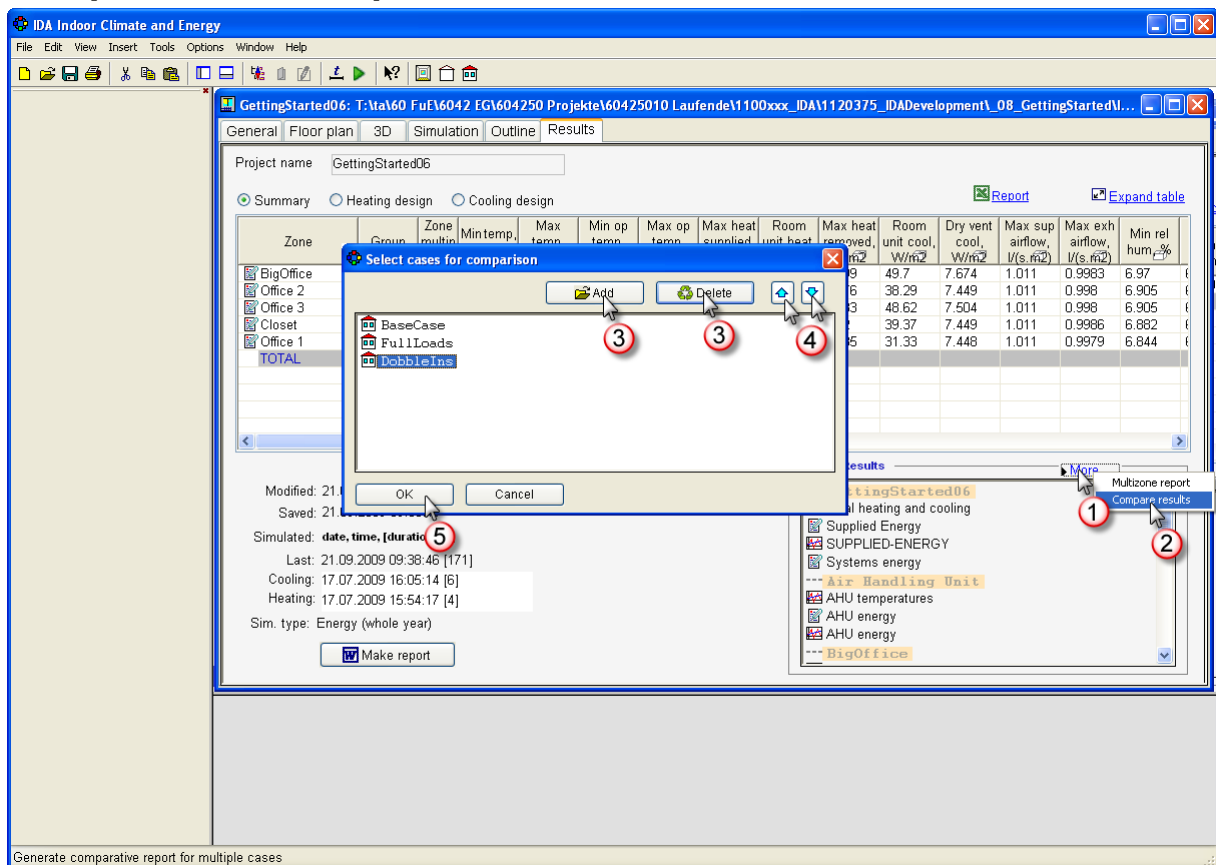 IDA Indoor Climate and Energy
File Edit View Insert Tools Options Window Help
GettingStarted06: T:\ta\60 FuE\6042 EG\604250 Projekte\60425010 Laufende\1100xxx_IDA\1120375_IDADevelopment\_08_GettingStarted\I...
General Floor plan 3D Simulation Outline Results
Project name GettingStarted06
Summary Heating design Cooling design Report Expand table
Zone Group Zone multip Min temp, Max temp Min op temp Max op temp Max heat supplied Room unit heat Max heat removed, Room unit cool, W/m2 Dry vent cool, W/m2 Max sup airflow, l/(s.m2) Max exh airflow, l/(s.m2) Min rel hum, %
BigOffice 49.7 7.674 1.011 0.9983 6.97
Office 2 38.29 7.449 1.011 0.998 6.905
Office 3 48.62 7.504 1.011 0.998 6.905
Closet 39.37 7.449 1.011 0.9986 6.882
Office 1 31.33 7.448 1.011 0.9979 6.844
TOTAL
Select cases for comparison
Add Delete
BaseCase
FullLoads
DobbleIns
3 3 4
OK Cancel
5
Modified: 21.
Saved: 21.
Simulated: date, time, [duratio
Last: 21.09.2009 09:38:46 [171]
Cooling: 17.07.2009 16:05:14 [6]
Heating: 17.07.2009 15:54:17 [4]
Sim. type: Energy (whole year)
Make report
esults More
Multizone report
Compare results
1
2
ttingStarted06
l heating and cooling
Supplied Energy
SUPPLIED-ENERGY
Systems energy
--- Air Handling Unit
AHU temperatures
AHU energy
AHU energy
--- BigOffice
Generate comparative report for multiple cases